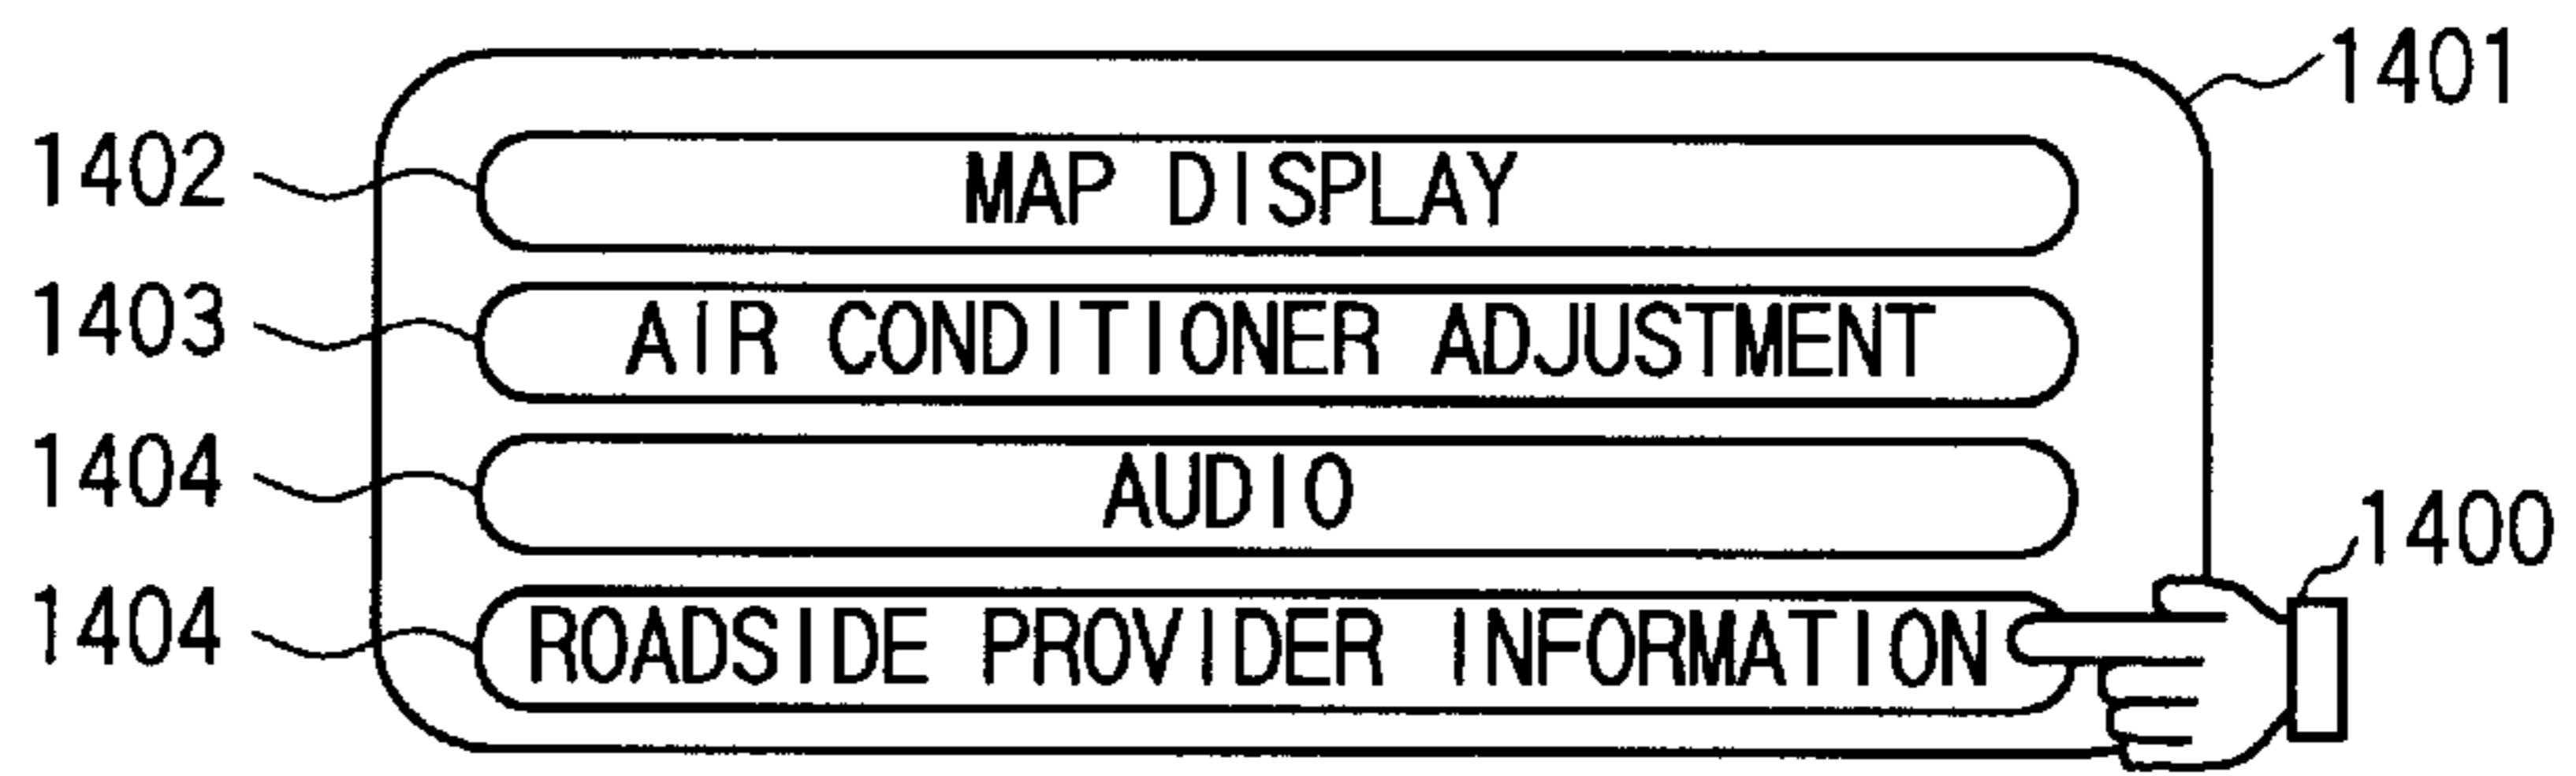 1401
1402 MAP DISPLAY
1403 AIR CONDITIONER ADJUSTMENT
1404 AUDIO
1400
1404 ROADSIDE PROVIDER INFORMATION